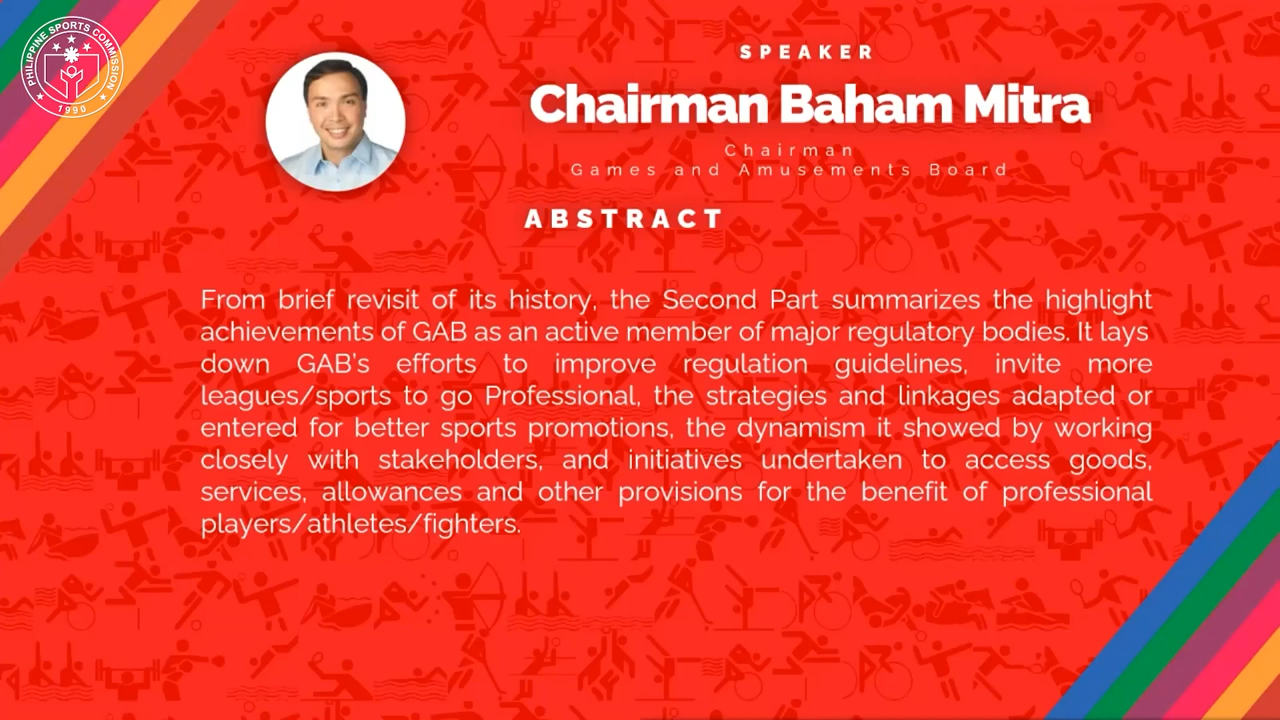 PHILIPPINE SPORTS COMMISSION
1990
SPEAKER
Chairman Baham Mitra
Chairman
Games and Amusements Board
ABSTRACT
From brief revisit of its history, the Second Part summarizes the highlight
achievements of GAB as an active member of major regulatory bodies. It lays
down GAB's efforts to improve regulation guidelines, invite more
leagues/sports to go Professional, the strategies and linkages adapted or
entered for better sports promotions, the dynamism it showed by working
closely with stakeholders, and initiatives undertaken to access goods,
services, allowances and other provisions for the benefit of professional
players/athletes/fighters.